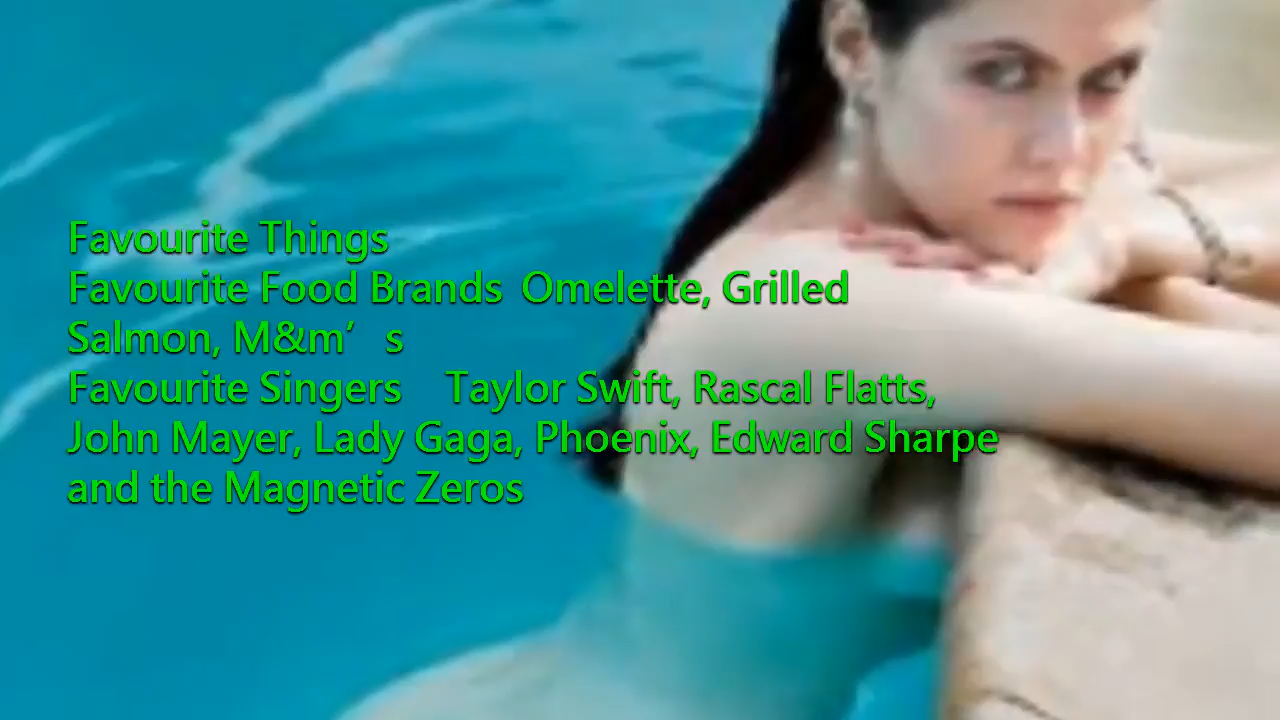 Favourite Things
Favourite Food Brands  Omelette, Grilled
Salmon, M&m’ s
Favourite Singers    Taylor Swift, Rascal Flatts,
John Mayer, Lady Gaga, Phoenix, Edward Sharpe
and the Magnetic Zeros